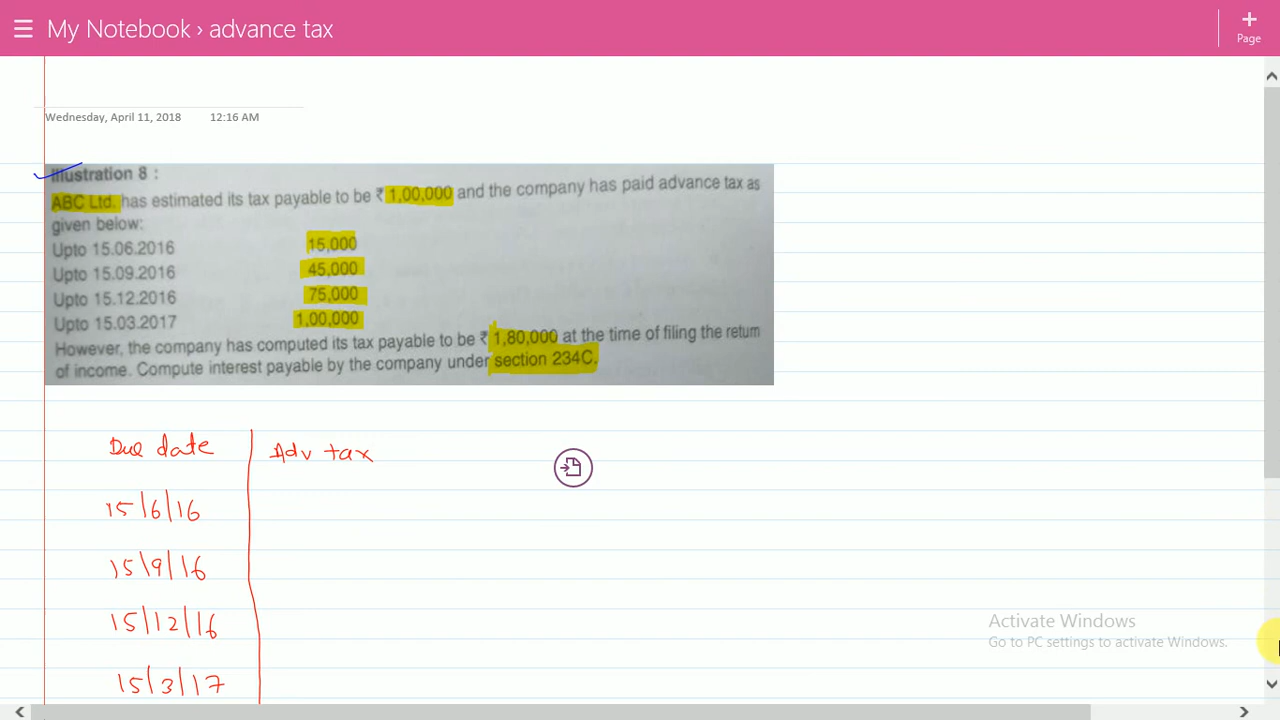 My Notebook › advance tax
Page
Wednesday, April 11, 2018 12:16 AM
Illustration 8 :
ABC Ltd. has estimated its tax payable to be ₹ 1,00,000 and the company has paid advance tax as
given below:
Upto 15.06.2016 15,000
Upto 15.09.2016 45,000
Upto 15.12.2016 75,000
Upto 15.03.2017 1,00,000
However, the company has computed its tax payable to be ₹ 1,80,000 at the time of filing the return
of income. Compute interest payable by the company under section 234C.
Due date Adv tax
15/6/16
15/9/16
15/12/16
15/3/17
Activate Windows
Go to PC settings to activate Windows.